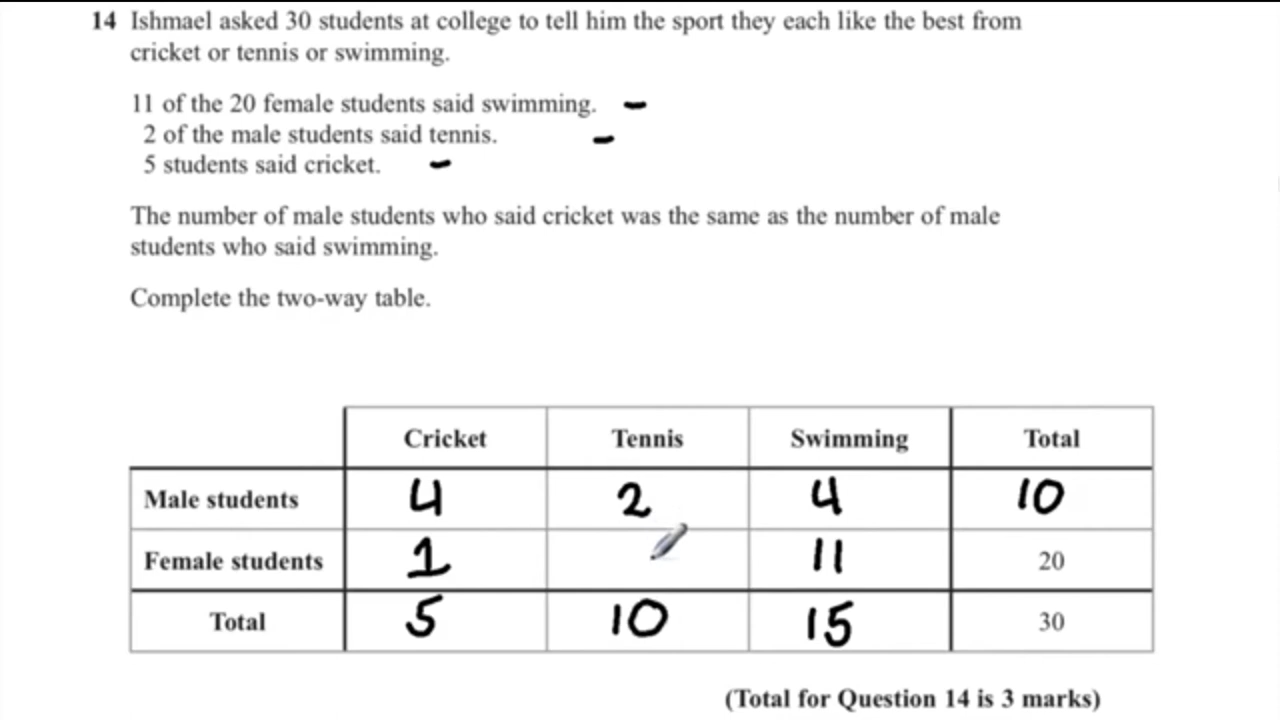 14 Ishmael asked 30 students at college to tell him the sport they each like the best from
cricket or tennis or swimming.
11 of the 20 female students said swimming. -
2 of the male students said tennis. -
5 students said cricket. -
The number of male students who said cricket was the same as the number of male
students who said swimming.
Complete the two-way table.
Cricket Tennis Swimming Total
Male students 4 2 4 10
Female students 1 11 20
Total 5 10 15 30
(Total for Question 14 is 3 marks)